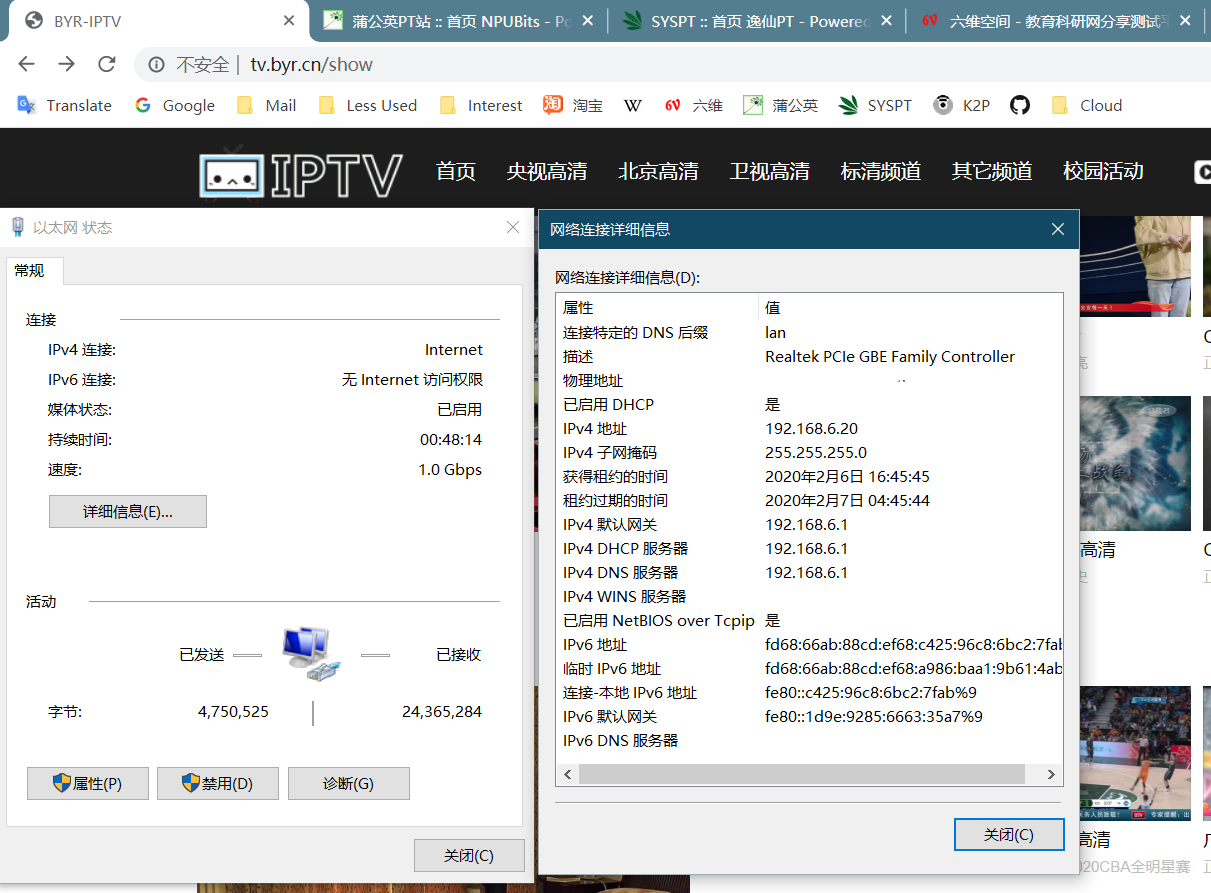 BYR-IPTV
蒲公英PT站 :: 首页 NPUBits - Po
SYSPT :: 首页 逸仙PT - Powered
6V 六维空间 - 教育科研网分享测试平
不安全 | tv.byr.cn/show
Translate Google Mail Less Used Interest 淘 淘宝 W 6V 六维 蒲公英 SYSPT K2P Cloud
IPTV 首页 央视高清 北京高清 卫视高清 标清频道 其它频道 校园活动
以太网 状态
常规
连接
IPv4 连接: Internet
IPv6 连接: 无 Internet 访问权限
媒体状态: 已启用
持续时间: 00:48:14
速度: 1.0 Gbps
详细信息(E)...
活动
已发送 已接收
字节: 4,750,525 24,365,284
属性(P) 禁用(D) 诊断(G)
关闭(C)
网络连接详细信息
网络连接详细信息(D):
属性 值
连接特定的 DNS 后缀 lan
描述 Realtek PCIe GBE Family Controller
物理地址
已启用 DHCP 是
IPv4 地址 192.168.6.20
IPv4 子网掩码 255.255.255.0
获得租约的时间 2020年2月6日 16:45:45
租约过期的时间 2020年2月7日 04:45:44
IPv4 默认网关 192.168.6.1
IPv4 DHCP 服务器 192.168.6.1
IPv4 DNS 服务器 192.168.6.1
IPv4 WINS 服务器
已启用 NetBIOS over Tcpip 是
IPv6 地址 fd68:66ab:88cd:ef68:c425:96c8:6bc2:7fab
临时 IPv6 地址 fd68:66ab:88cd:ef68:a986:baa1:9b61:4ab
连接-本地 IPv6 地址 fe80::c425:96c8:6bc2:7fab%9
IPv6 默认网关 fe80::1d9e:9285:6663:35a7%9
IPv6 DNS 服务器
关闭(C)
高清
高清
020CBA全明星赛